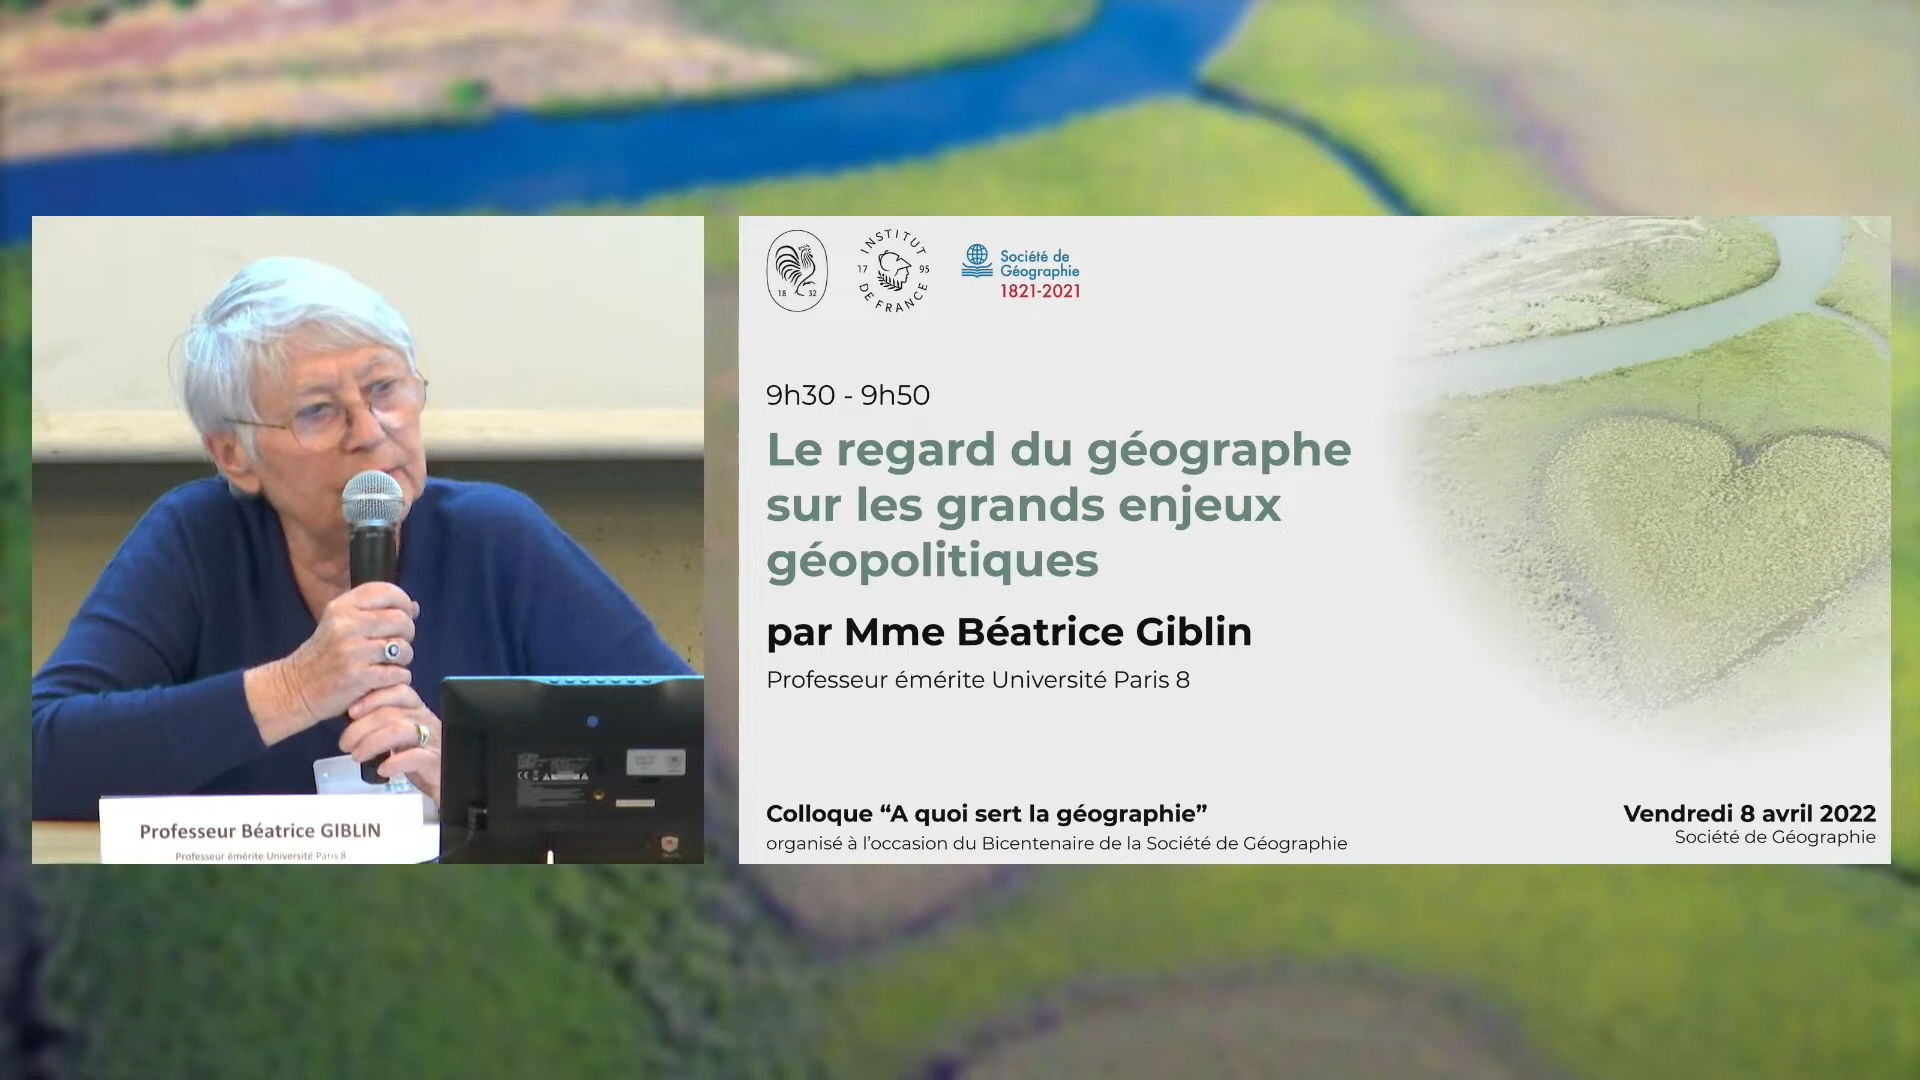 18 32
INSTITUT
17 95
DE FRANCE
Société de
Géographie
1821-2021
9h30 - 9h50
Le regard du géographe
sur les grands enjeux
géopolitiques
par Mme Béatrice Giblin
Professeur émérite Université Paris 8
Colloque “A quoi sert la géographie”
organisé à l’occasion du Bicentenaire de la Société de Géographie
Vendredi 8 avril 2022
Société de Géographie
Professeur Béatrice GIBLIN
Professeur émérite Université Paris 8